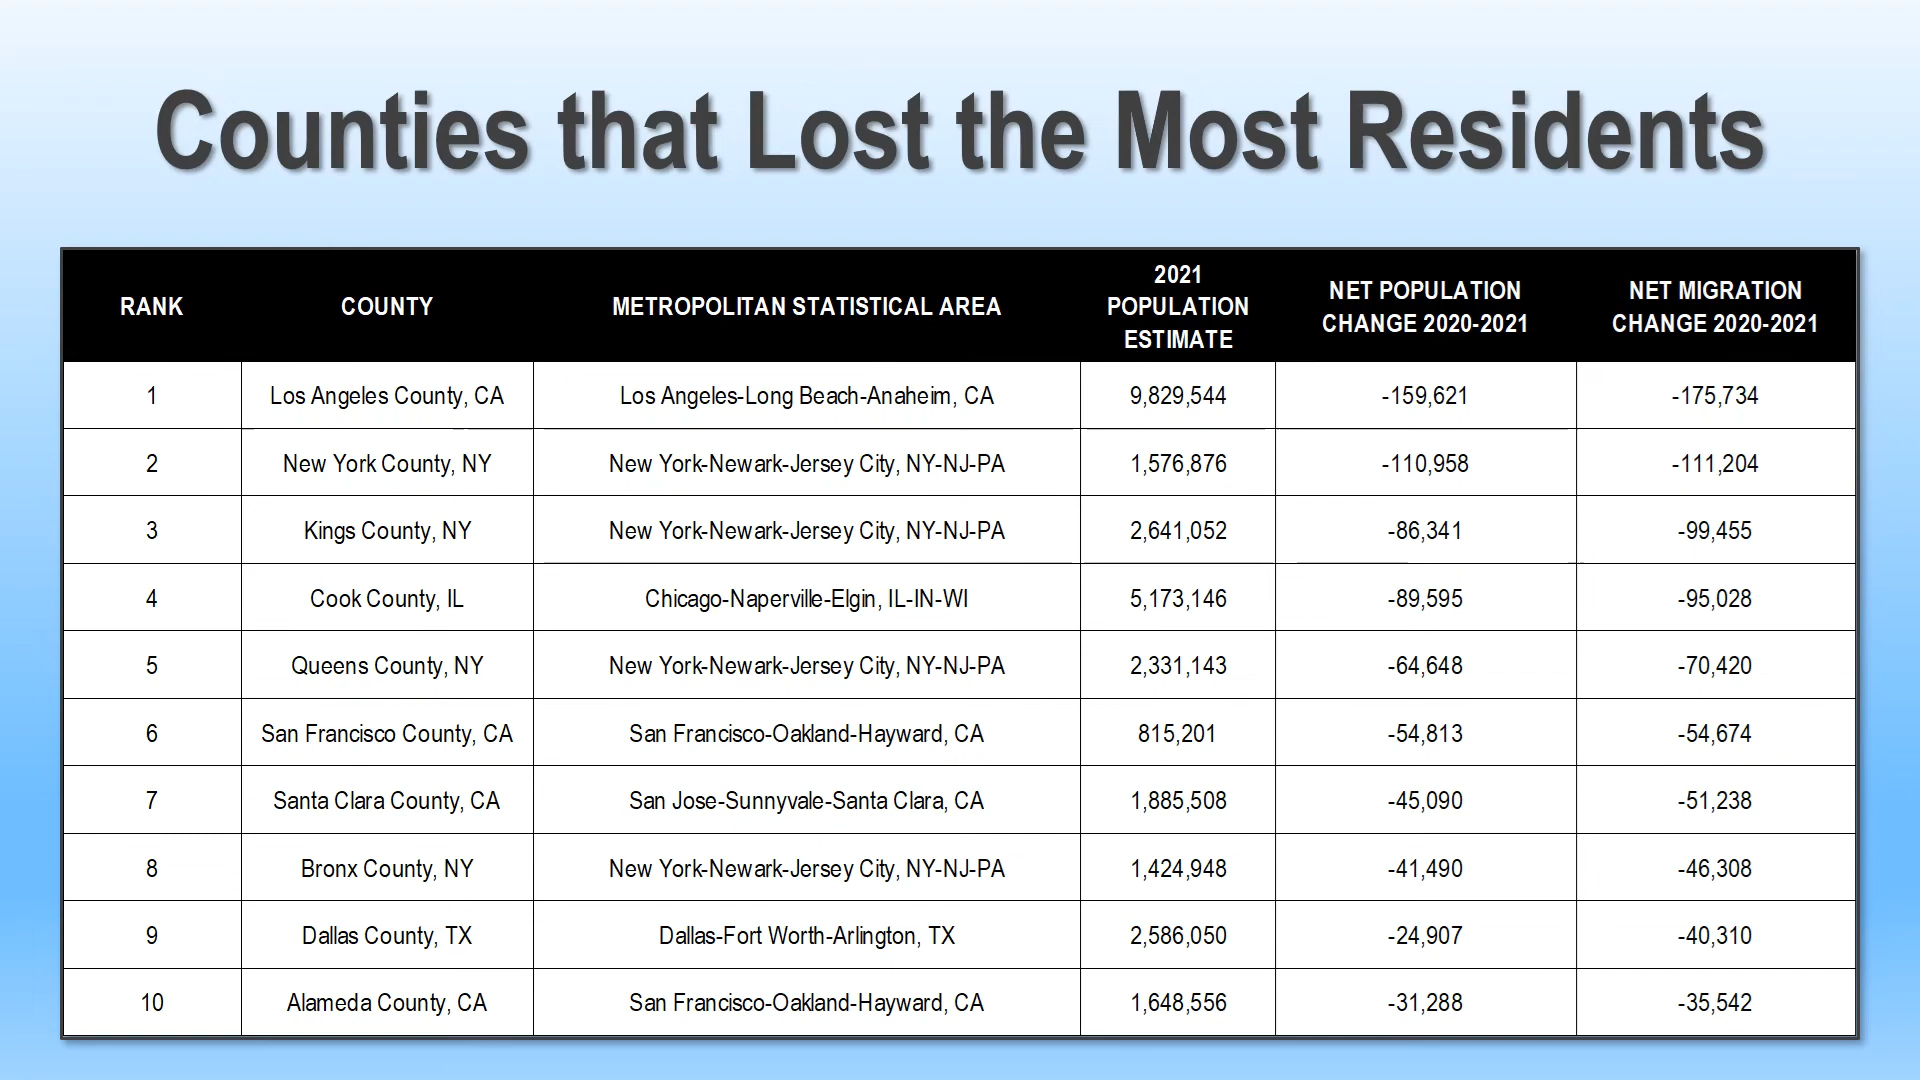 Counties that Lost the Most Residents
RANK COUNTY METROPOLITAN STATISTICAL AREA 2021 POPULATION ESTIMATE NET POPULATION CHANGE 2020-2021 NET MIGRATION CHANGE 2020-2021
1 Los Angeles County, CA Los Angeles-Long Beach-Anaheim, CA 9,829,544 -159,621 -175,734
2 New York County, NY New York-Newark-Jersey City, NY-NJ-PA 1,576,876 -110,958 -111,204
3 Kings County, NY New York-Newark-Jersey City, NY-NJ-PA 2,641,052 -86,341 -99,455
4 Cook County, IL Chicago-Naperville-Elgin, IL-IN-WI 5,173,146 -89,595 -95,028
5 Queens County, NY New York-Newark-Jersey City, NY-NJ-PA 2,331,143 -64,648 -70,420
6 San Francisco County, CA San Francisco-Oakland-Hayward, CA 815,201 -54,813 -54,674
7 Santa Clara County, CA San Jose-Sunnyvale-Santa Clara, CA 1,885,508 -45,090 -51,238
8 Bronx County, NY New York-Newark-Jersey City, NY-NJ-PA 1,424,948 -41,490 -46,308
9 Dallas County, TX Dallas-Fort Worth-Arlington, TX 2,586,050 -24,907 -40,310
10 Alameda County, CA San Francisco-Oakland-Hayward, CA 1,648,556 -31,288 -35,542